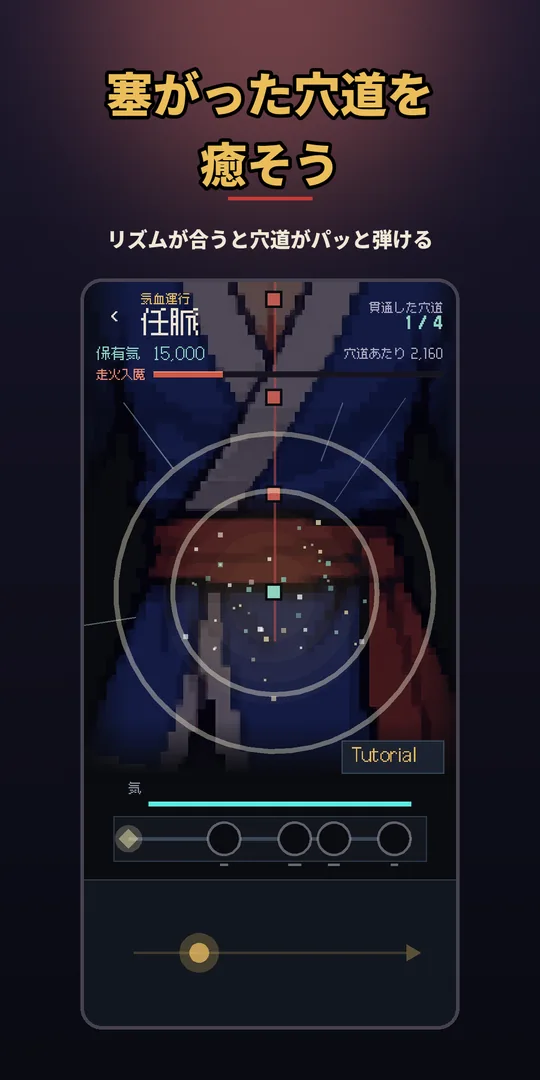 塞がった穴道を
癒そう
リズムが合うと穴道がパッと弾ける
気血運行
任脈
貫通した穴道
1 / 4
保有気 15,000
穴道あたり 2,160
走火入魔
Tutorial
気